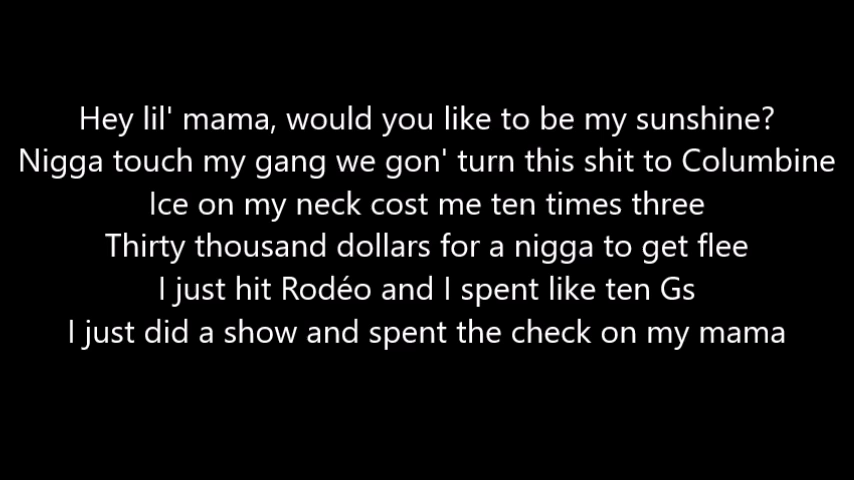 Hey lil' mama, would you like to be my sunshine?
Nigga touch my gang we gon' turn this shit to Columbine
Ice on my neck cost me ten times three
Thirty thousand dollars for a nigga to get flee
I just hit Rodéo and I spent like ten Gs
I just did a show and spent the check on my mama